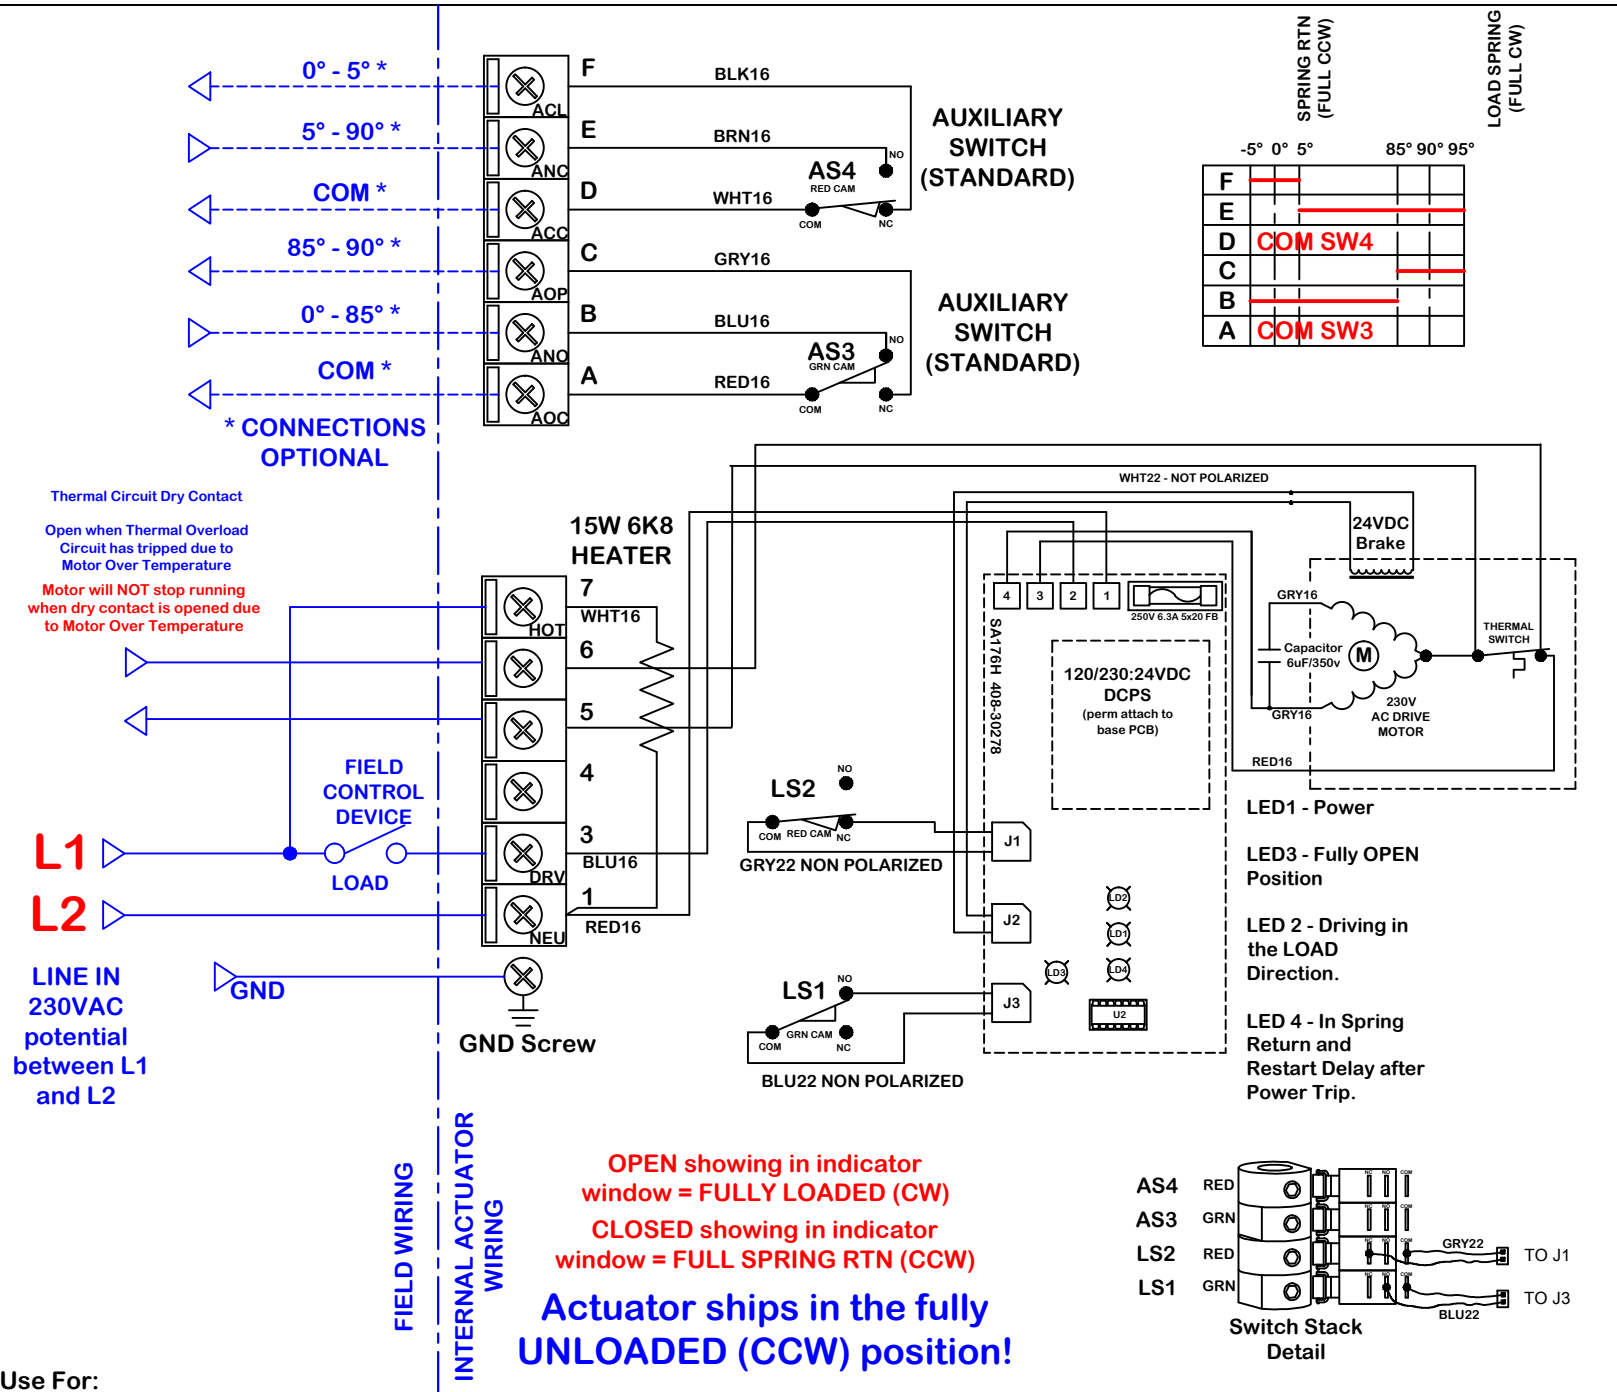 0° - 5° *
5° - 90° *
COM *
85° - 90° *
0° - 85° *
COM *
* CONNECTIONS
OPTIONAL
F
ACL
E
ANC
D
ACC
C
AOP
B
ANO
A
AOC
BLK16
BRN16
WHT16
GRY16
BLU16
RED16
AS4
RED CAM
NO
COM
NC
AUXILIARY
SWITCH
(STANDARD)
AS3
GRN CAM
NO
COM
NC
AUXILIARY
SWITCH
(STANDARD)
SPRING RTN
(FULL CCW)
LOAD SPRING
(FULL CW)
-5° 0° 5° 85° 90° 95°
F
E
D COM SW4
C
B
A COM SW3
Thermal Circuit Dry Contact
Open when Thermal Overload
Circuit has tripped due to
Motor Over Temperature
Motor will NOT stop running
when dry contact is opened due
to Motor Over Temperature
15W 6K8
HEATER
7
WHT16
HOT
6
5
4
3
BLU16
DRV
1
RED16
NEU
FIELD
CONTROL
DEVICE
LOAD
L1
L2
LINE IN
230VAC
potential
between L1
and L2
GND
GND Screw
WHT22 - NOT POLARIZED
24VDC
Brake
4 3 2 1
250V 6.3A 5x20 FB
SA176H 408-30278
120/230:24VDC
DCPS
(perm attach to
base PCB)
GRY16
Capacitor
6uF/350v
M
GRY16
230V
AC DRIVE
MOTOR
THERMAL
SWITCH
RED16
LS2
NO
COM
RED CAM
NC
GRY22 NON POLARIZED
J1
J2
J3
LD2
LD1
LD3
LD4
U2
LS1
NO
COM
GRN CAM
NC
BLU22 NON POLARIZED
LED1 - Power
LED3 - Fully OPEN
Position
LED 2 - Driving in
the LOAD
Direction.
LED 4 - In Spring
Return and
Restart Delay after
Power Trip.
FIELD WIRING
INTERNAL ACTUATOR
WIRING
OPEN showing in indicator
window = FULLY LOADED (CW)
CLOSED showing in indicator
window = FULL SPRING RTN (CCW)
Actuator ships in the fully
UNLOADED (CCW) position!
AS4 RED
AS3 GRN
LS2 RED
LS1 GRN
NC NO COM
NC NO COM
NC NO COM
NC NO COM
GRY22
TO J1
BLU22
TO J3
Switch Stack
Detail
Use For: